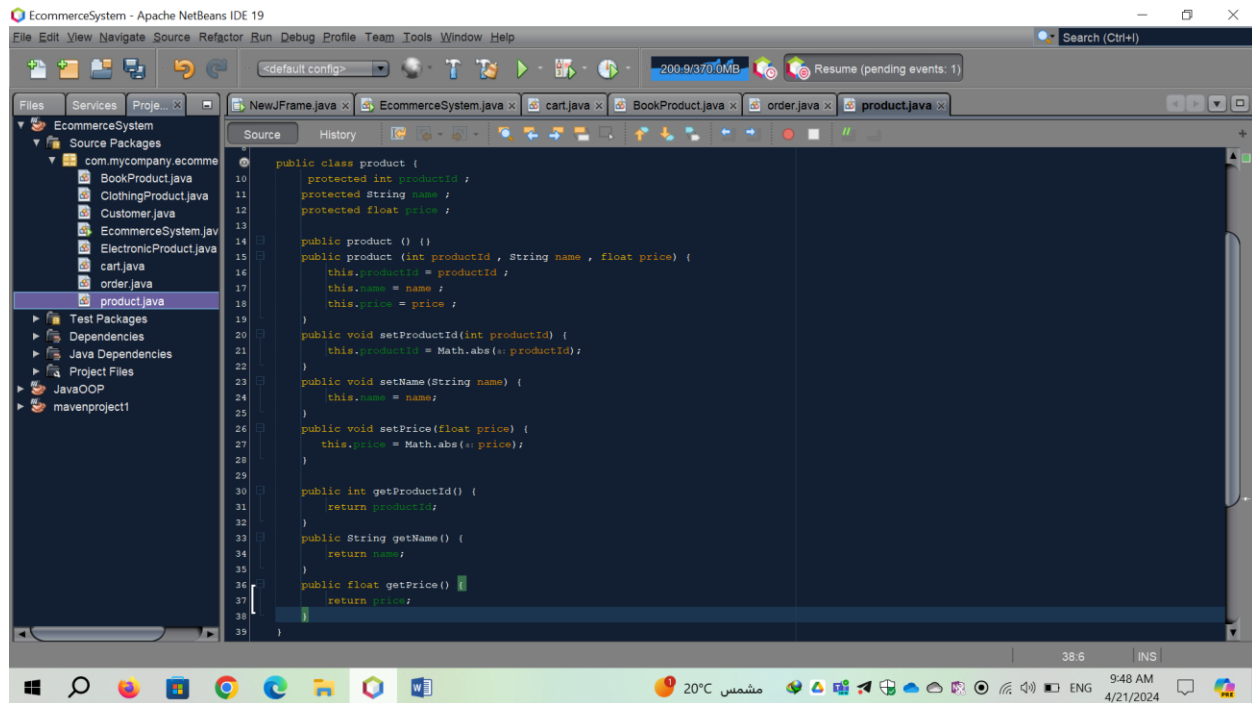 EcommerceSystem - Apache NetBeans IDE 19
File Edit View Navigate Source Refactor Run Debug Profile Team Tools Window Help
Search (Ctrl+I)
<default config>
200.9/370.0MB
Resume (pending events: 1)
Files Services Proje...
NewJFrame.java EcommerceSystem.java cart.java BookProduct.java order.java product.java
Source History
EcommerceSystem
Source Packages
com.mycompany.ecomme
BookProduct.java
ClothingProduct.java
Customer.java
EcommerceSystem.jav
ElectronicProduct.java
cart.java
order.java
product.java
Test Packages
Dependencies
Java Dependencies
Project Files
JavaOOP
mavenproject1
public class product {
10 protected int productId ;
11 protected String name ;
12 protected float price ;
13
14 public product () {}
15 public product (int productId , String name , float price) {
16 this.productId = productId ;
17 this.name = name ;
18 this.price = price ;
19 }
20 public void setProductId(int productId) {
21 this.productId = Math.abs(a: productId);
22 }
23 public void setName(String name) {
24 this.name = name;
25 }
26 public void setPrice(float price) {
27 this.price = Math.abs(a: price);
28 }
29
30 public int getProductId() {
31 return productId;
32 }
33 public String getName() {
34 return name;
35 }
36 public float getPrice() {
37 return price;
38 }
39 }
38:6 INS
20°C مشمس
ENG
9:48 AM
4/21/2024